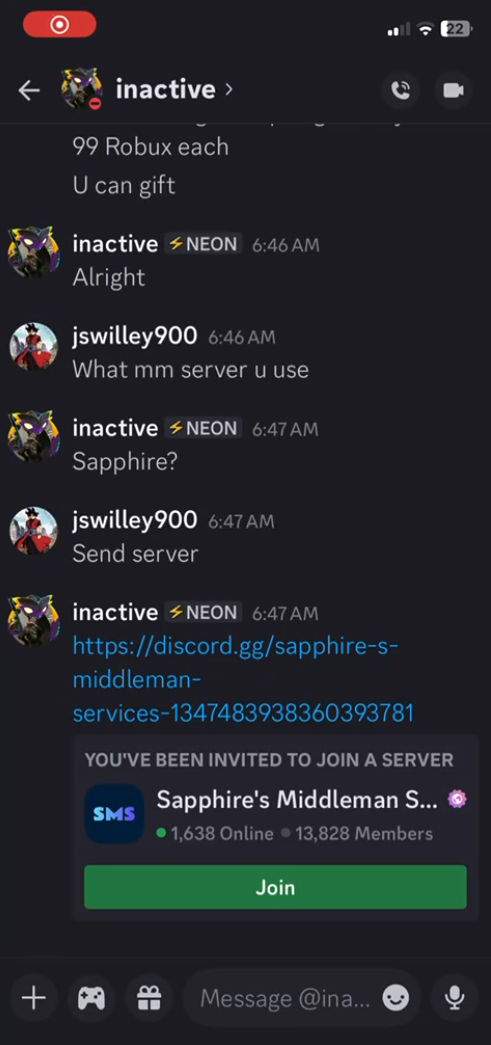 22
inactive >
99 Robux each
U can gift
inactive ⚡NEON 6:46 AM
Alright
jswilley900 6:46 AM
What mm server u use
inactive ⚡NEON 6:47 AM
Sapphire?
jswilley900 6:47 AM
Send server
inactive ⚡NEON 6:47 AM
https://discord.gg/sapphire-s-
middleman-
services-1347483938360393781
YOU'VE BEEN INVITED TO JOIN A SERVER
SMS
Sapphire's Middleman S...
1,638 Online 13,828 Members
Join
Message @ina...